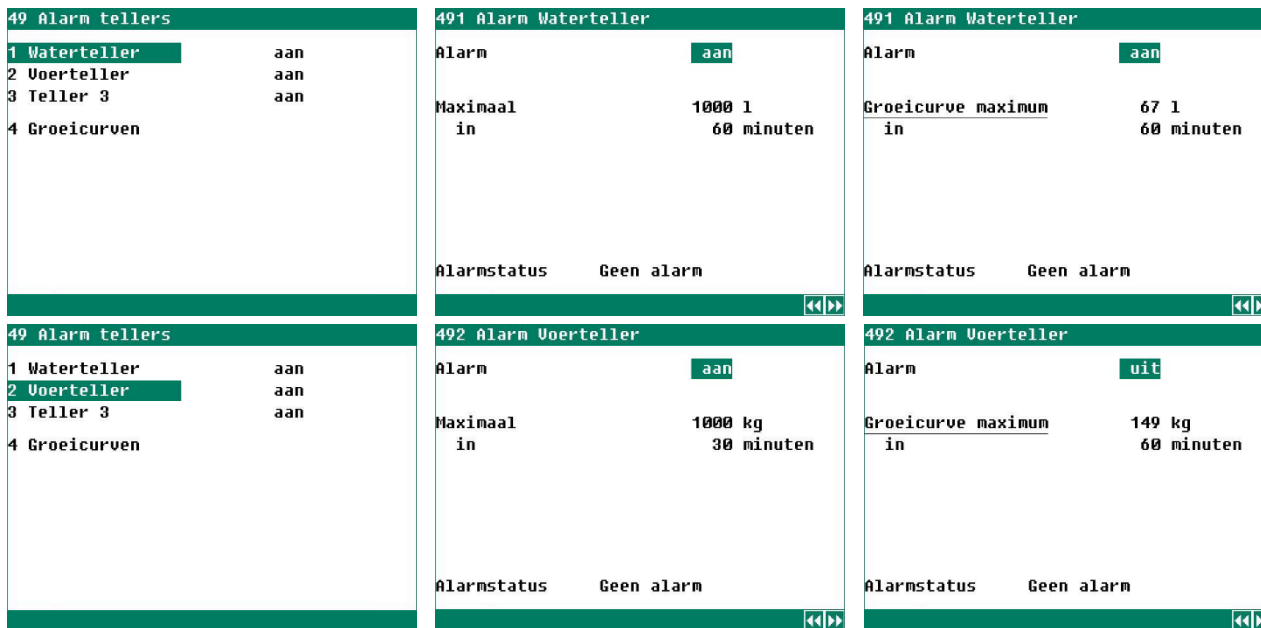 49 Alarm tellers
1 Waterteller aan
2 Voerteller aan
3 Teller 3 aan
4 Groeicurven
491 Alarm Waterteller
Alarm aan
Maximaal 1000 l
in 60 minuten
Alarmstatus Geen alarm
491 Alarm Waterteller
Alarm aan
Groeicurve maximum 67 l
in 60 minuten
Alarmstatus Geen alarm
49 Alarm tellers
1 Waterteller aan
2 Voerteller aan
3 Teller 3 aan
4 Groeicurven
492 Alarm Voerteller
Alarm aan
Maximaal 1000 kg
in 30 minuten
Alarmstatus Geen alarm
492 Alarm Voerteller
Alarm uit
Groeicurve maximum 149 kg
in 60 minuten
Alarmstatus Geen alarm